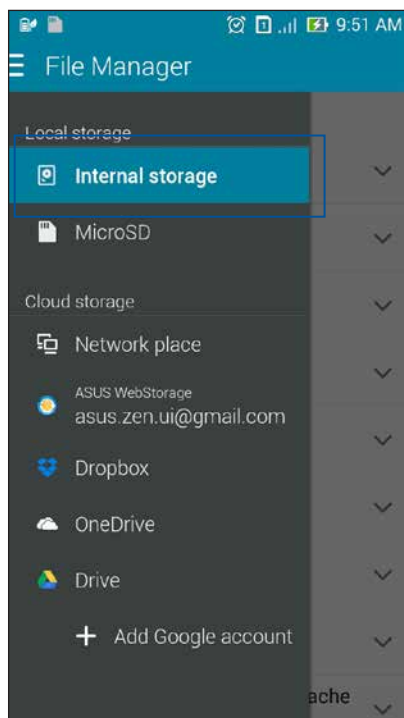 1 9:51 AM
File Manager
Local storage
Internal storage
MicroSD
Cloud storage
Network place
ASUS WebStorage
asus.zen.ui@gmail.com
Dropbox
OneDrive
Drive
+ Add Google account
ache